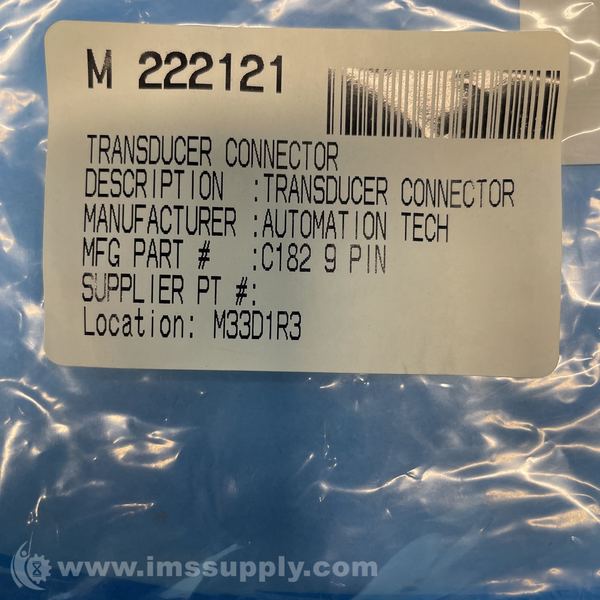 M 222121
TRANSDUCER CONNECTOR
DESCRIPTION :TRANSDUCER CONNECTOR
MANUFACTURER :AUTOMATION TECH
MFG PART # :C182 9 PIN
SUPPLIER PT #:
Location: M33D1R3
www.imssupply.com